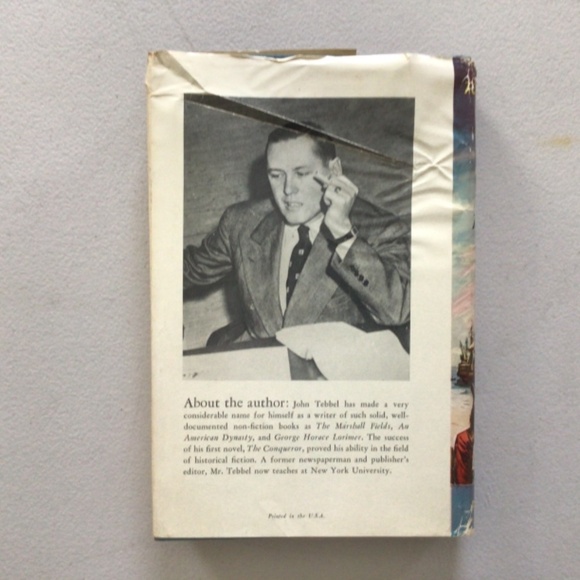 About the author: John Tebbel has made a very
considerable name for himself as a writer of such solid, well-
documented non-fiction books as The Marshall Fields, An
American Dynasty, and George Horace Lorimer. The success
of his first novel, The Conqueror, proved his ability in the field
of historical fiction. A former newspaperman and publisher's
editor, Mr. Tebbel now teaches at New York University.
Printed in the U.S.A.